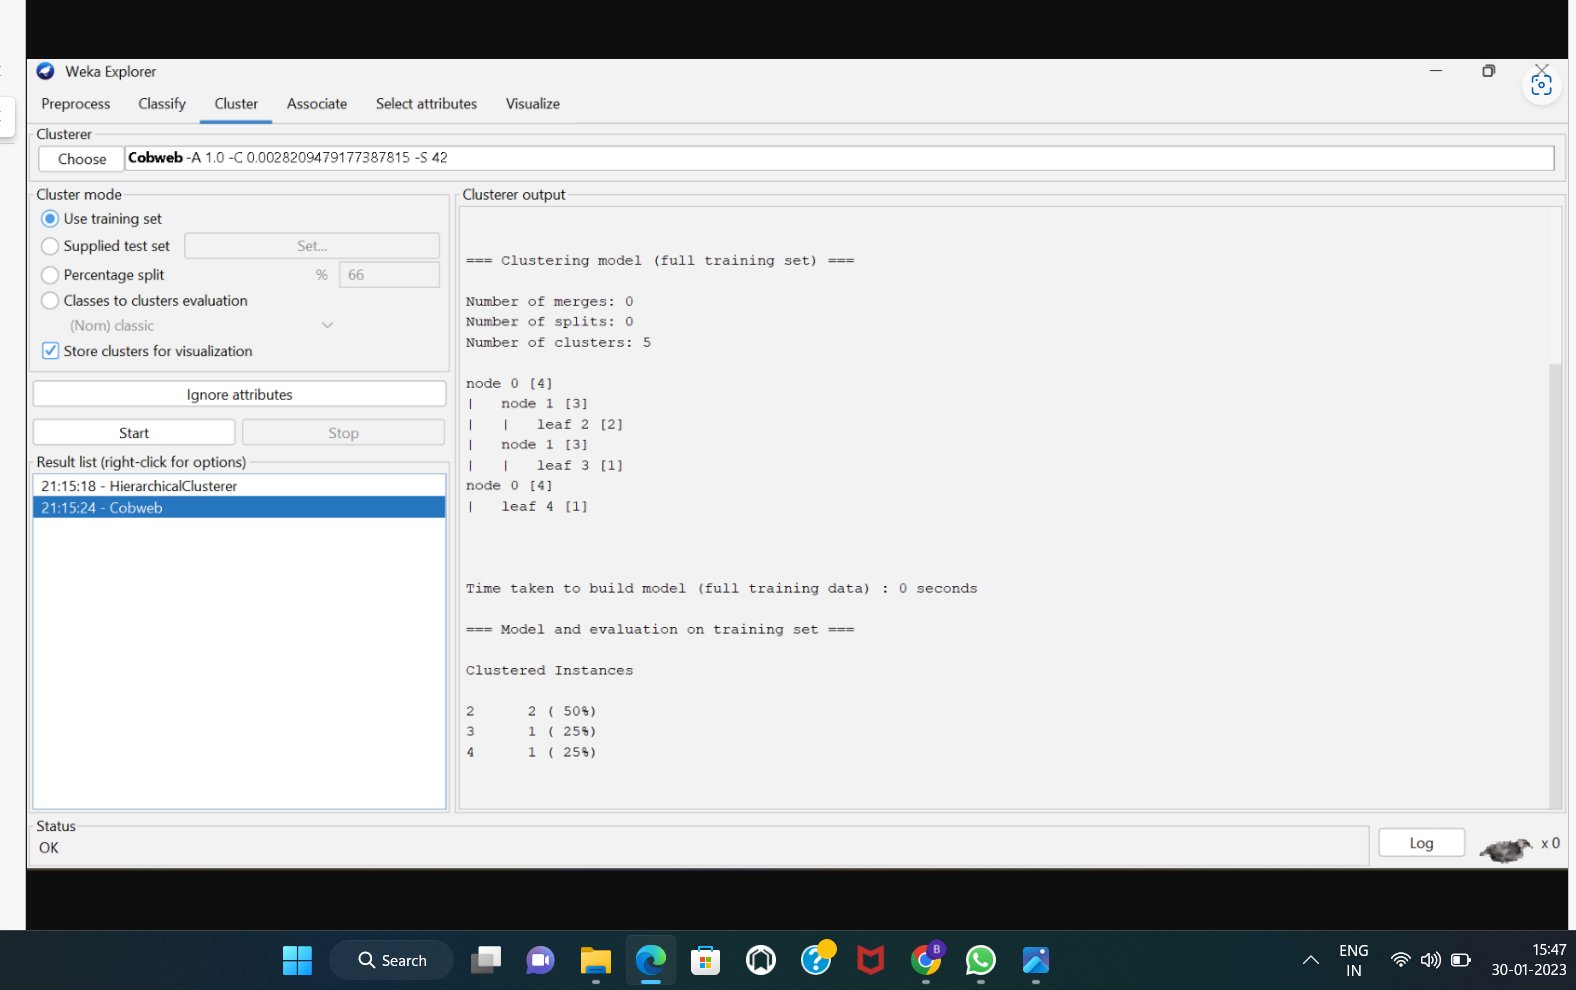 Weka Explorer
Preprocess Classify Cluster Associate Select attributes Visualize
Clusterer
Choose Cobweb -A 1.0 -C 0.0028209479177387815 -S 42
Cluster mode
Use training set
Supplied test set Set...
Percentage split % 66
Classes to clusters evaluation
(Nom) classic
Store clusters for visualization
Ignore attributes
Start Stop
Result list (right-click for options)
21:15:18 - HierarchicalClusterer
21:15:24 - Cobweb
Clusterer output
=== Clustering model (full training set) ===
Number of merges: 0
Number of splits: 0
Number of clusters: 5
node 0 [4]
| node 1 [3]
| | leaf 2 [2]
| node 1 [3]
| | leaf 3 [1]
node 0 [4]
| leaf 4 [1]
Time taken to build model (full training data) : 0 seconds
=== Model and evaluation on training set ===
Clustered Instances
2 2 ( 50%)
3 1 ( 25%)
4 1 ( 25%)
Status
OK
Log x 0
Search
B
ENG
IN
15:47
30-01-2023